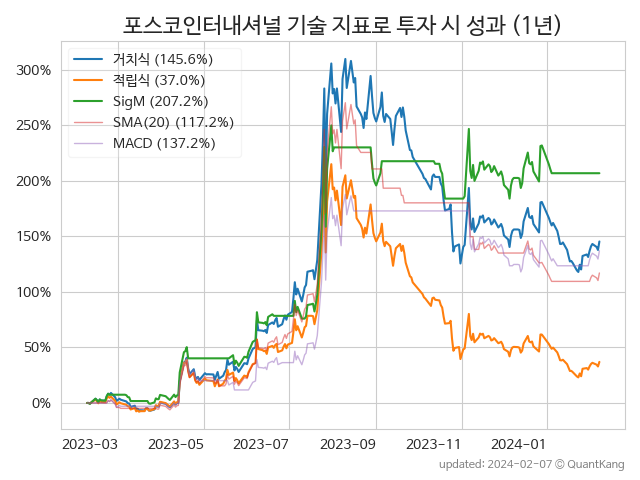 포스코인터내셔널 기술 지표로 투자 시 성과 (1년)
거치식 (145.6%)
적립식 (37.0%)
SigM (207.2%)
SMA(20) (117.2%)
MACD (137.2%)
300%
250%
200%
150%
100%
50%
0%
2023-03 2023-05 2023-07 2023-09 2023-11 2024-01
updated: 2024-02-07 © QuantKang